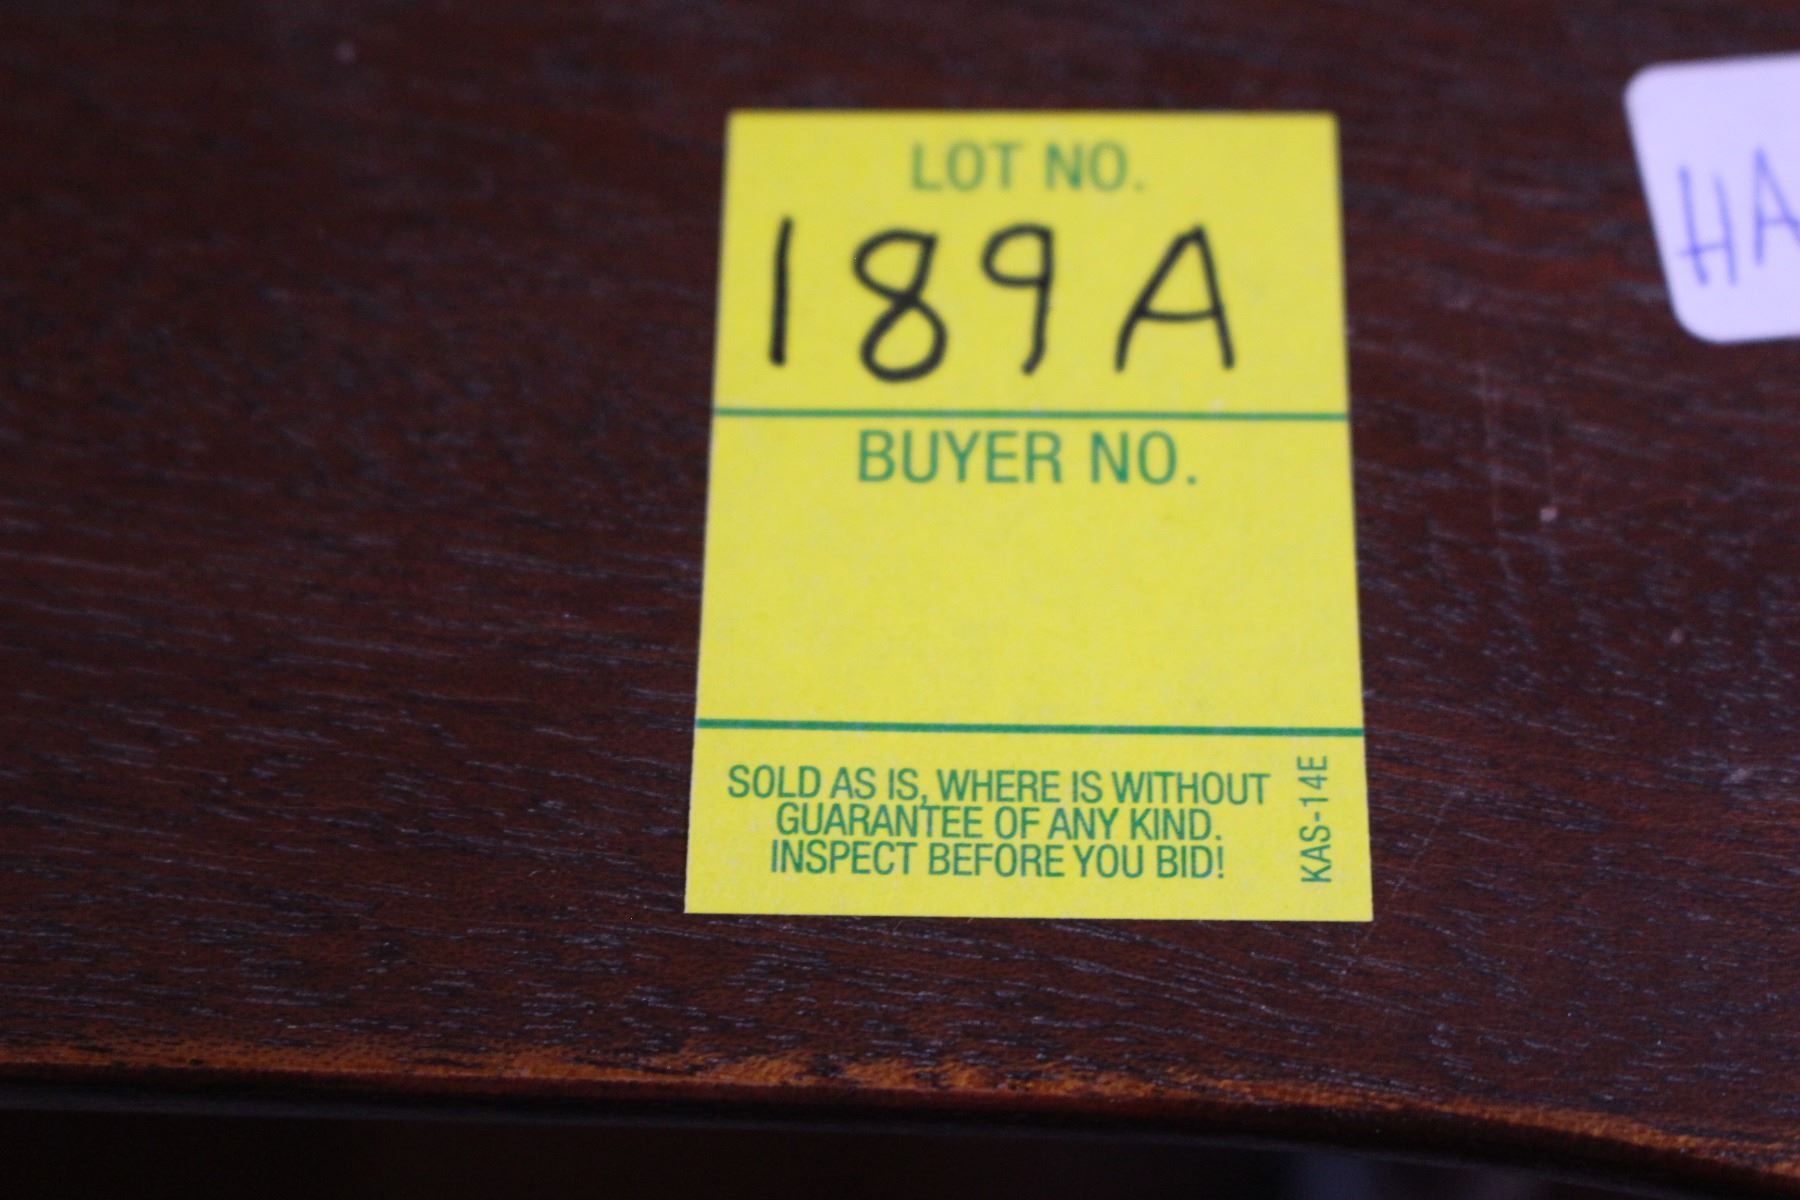 LOT NO.
189A
BUYER NO.
SOLD AS IS, WHERE IS WITHOUT
GUARANTEE OF ANY KIND.
INSPECT BEFORE YOU BID!
KAS-14E
HA